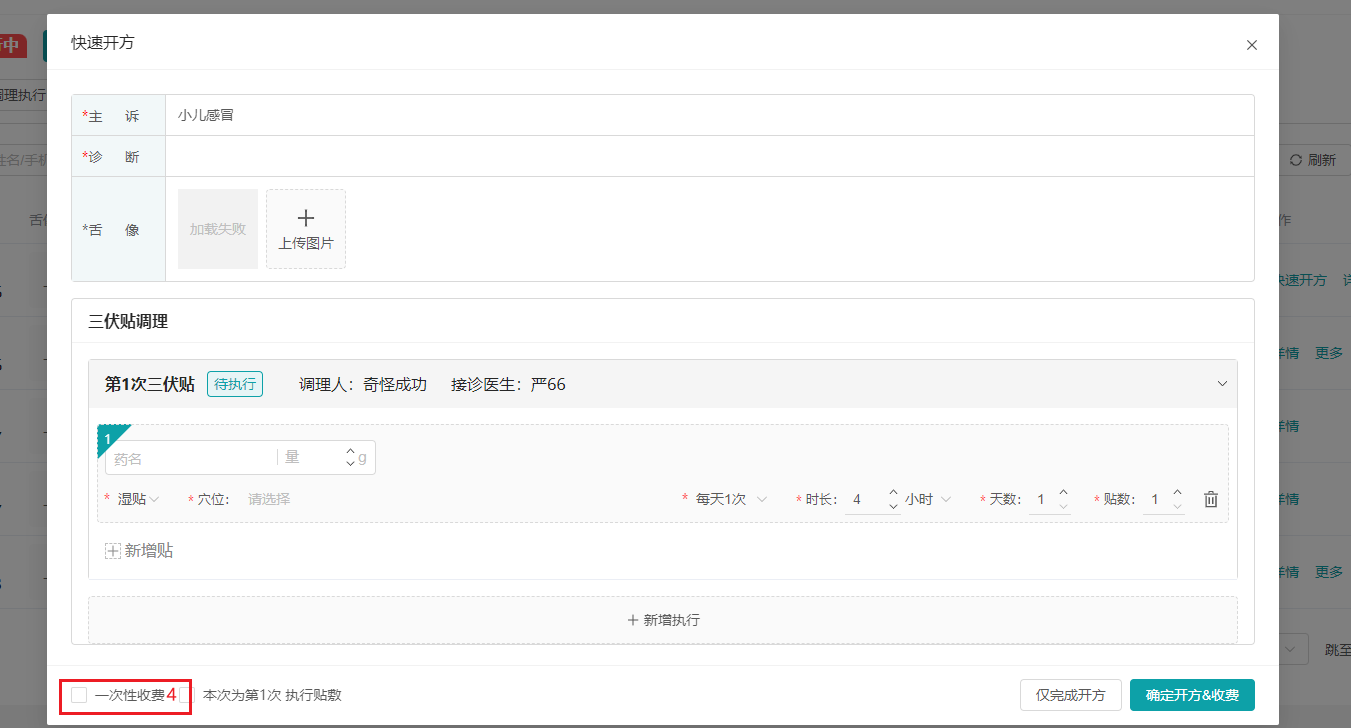 快速开方
中
调理执行
*主 诉 小儿感冒
姓名/手机
*诊 断
刷新
*舌 像 加载失败 上传图片
作
三伏贴调理
快速开方
第1次三伏贴 待执行 调理人：奇怪成功 接诊医生：严66
详情 更多
1
药名 量 g
详情
* 湿贴 * 穴位： 请选择 * 每天1次 * 时长： 4 小时 * 天数： 1 * 贴数： 1
详情
新增贴
详情 更多
新增执行
跳至
一次性收费4 本次为第1次 执行贴敷 仅完成开方 确定开方&收费